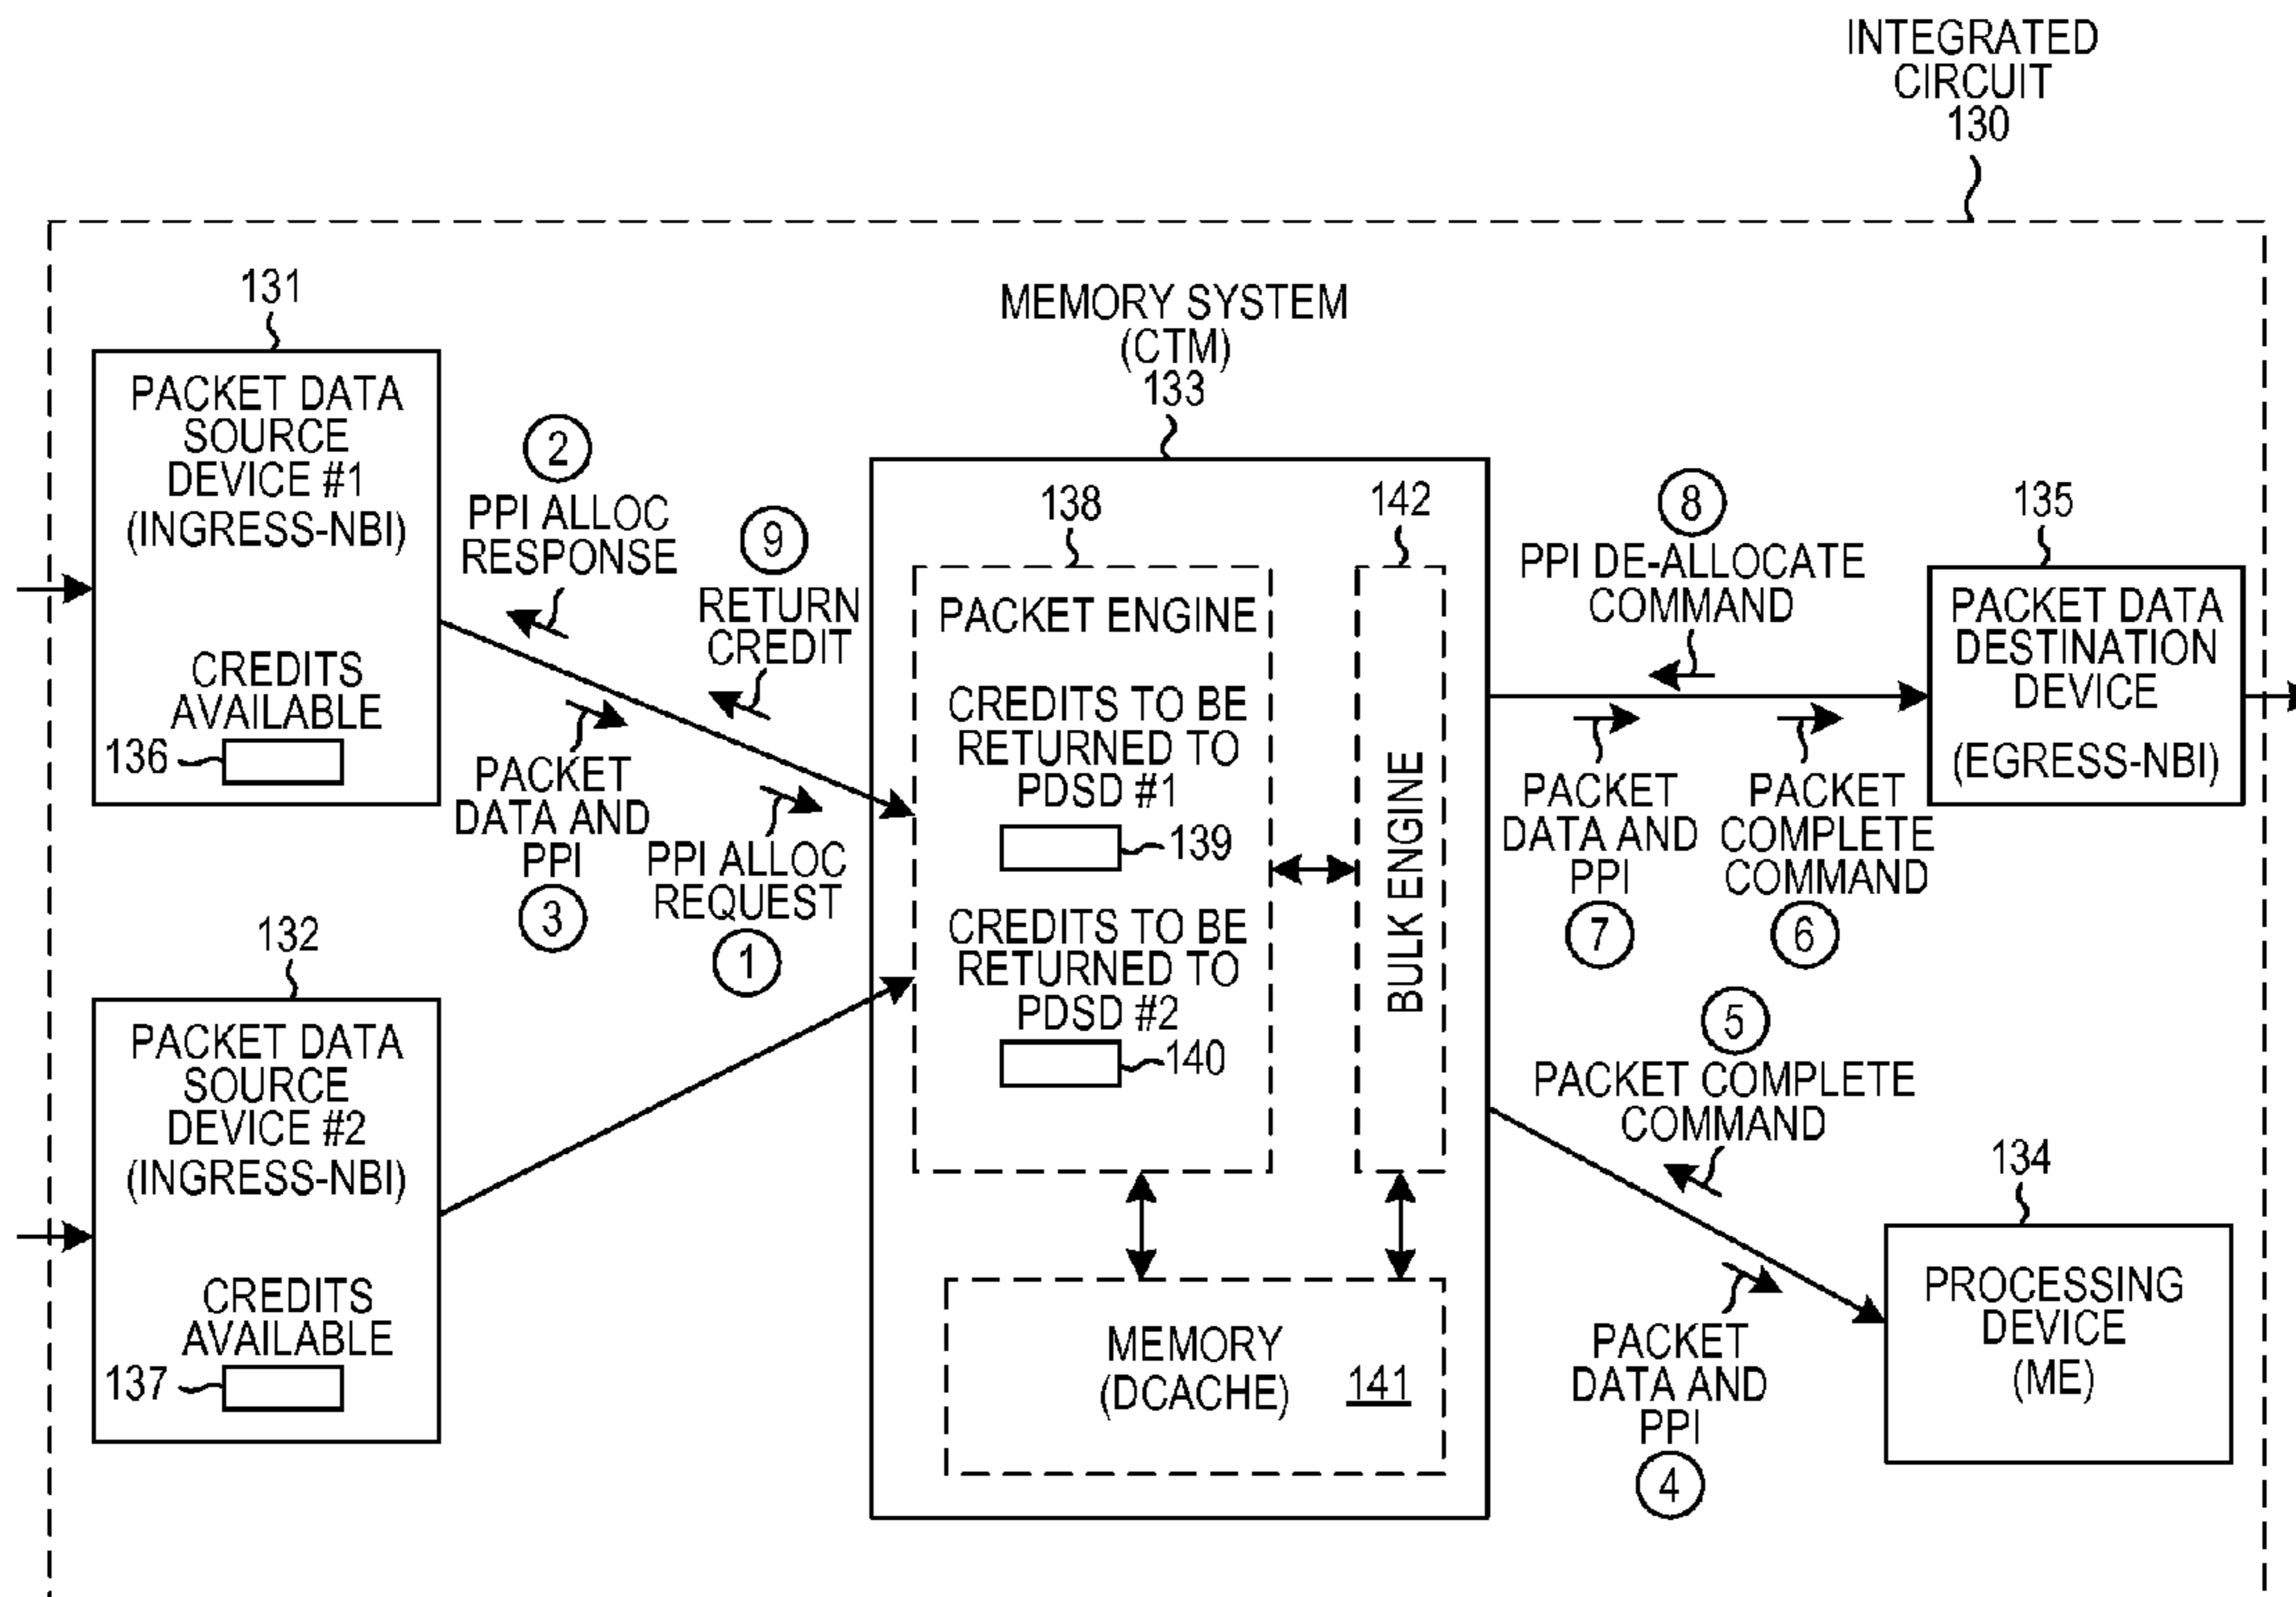 INTEGRATED
CIRCUIT
130
131
PACKET DATA
SOURCE
DEVICE #1
(INGRESS-NBI)
CREDITS
AVAILABLE
136
2
PPI ALLOC
RESPONSE
9
RETURN
CREDIT
PACKET
DATA AND
PPI
3
PPI ALLOC
REQUEST
1
132
PACKET DATA
SOURCE
DEVICE #2
(INGRESS-NBI)
CREDITS
AVAILABLE
137
MEMORY SYSTEM
(CTM)
133
138
PACKET ENGINE
CREDITS TO BE
RETURNED TO
PDSD #1
139
CREDITS TO BE
RETURNED TO
PDSD #2
140
142
BULK ENGINE
MEMORY
(DCACHE)
141
8
PPI DE-ALLOCATE
COMMAND
PACKET
DATA AND
PPI
7
PACKET
COMPLETE
COMMAND
6
135
PACKET DATA
DESTINATION
DEVICE
(EGRESS-NBI)
5
PACKET COMPLETE
COMMAND
PACKET
DATA AND
PPI
4
134
PROCESSING
DEVICE
(ME)